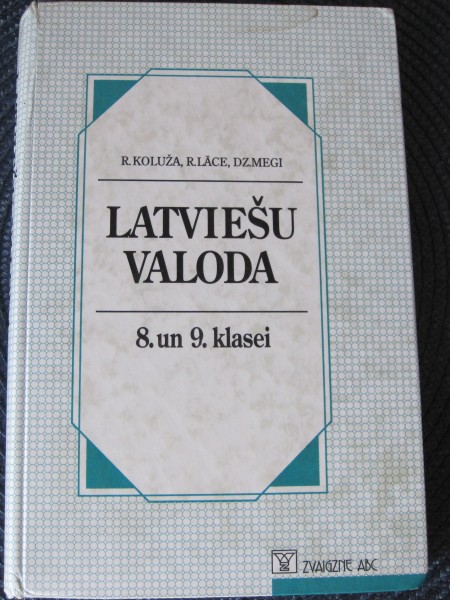 R. KOLUŽA, R. LĀCE, DZ. MEGI
LATVIEŠU
VALODA
8. un 9. klasei
ZVAIGZNE ABC